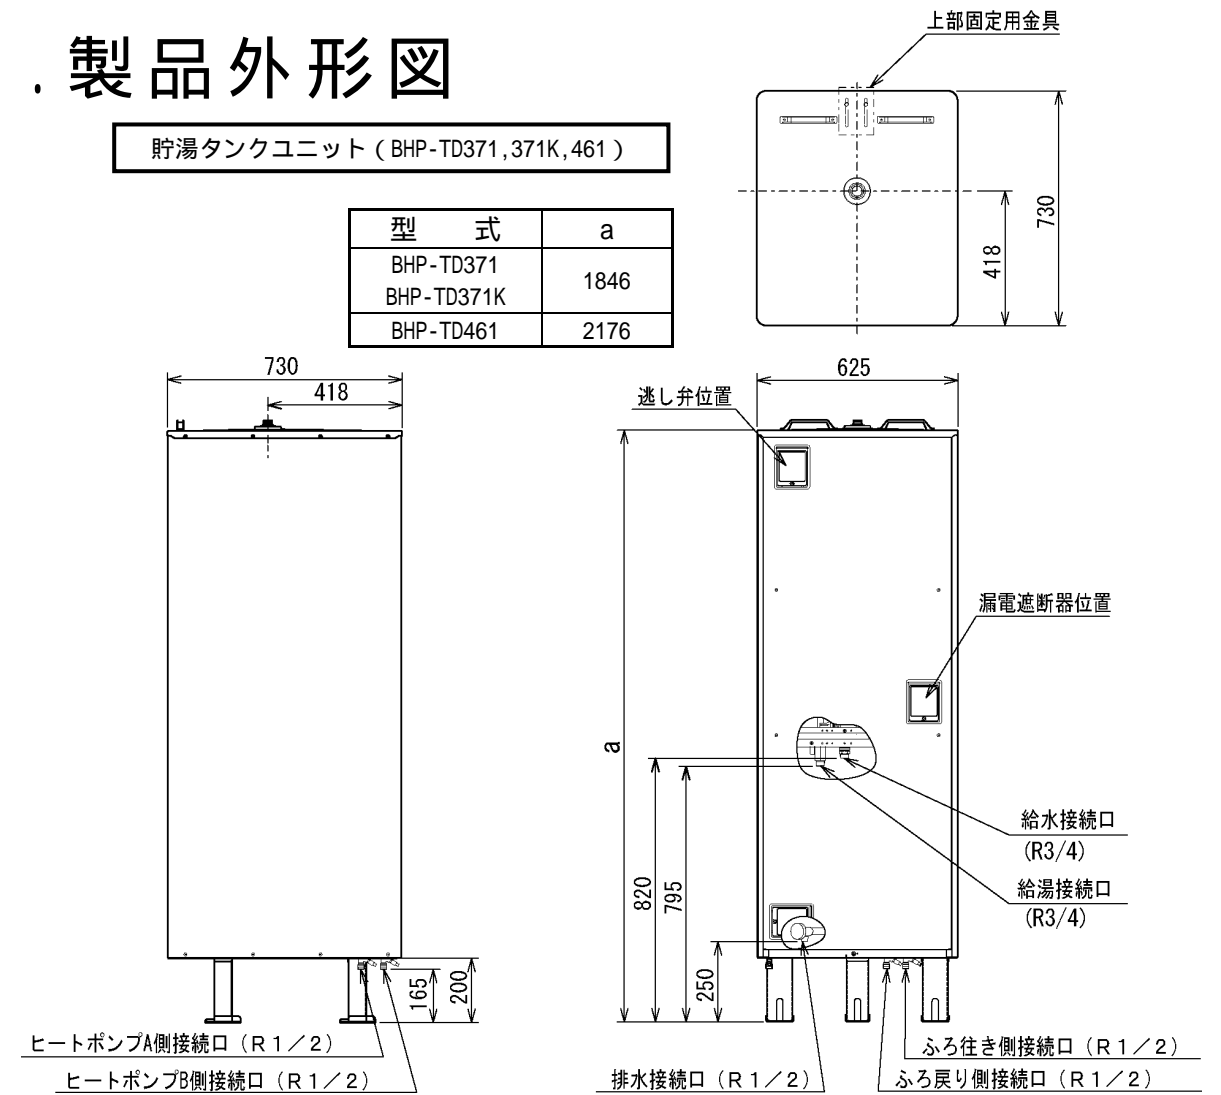 . 製品外形図
上部固定用金具
貯湯タンクユニット（BHP-TD371,371K,461）
型　　式　a
BHP-TD371
BHP-TD371K　1846
BHP-TD461　2176
730
418
730
418
625
逃し弁位置
漏電遮断器位置
a
820
795
250
給水接続口
(R3/4)
給湯接続口
(R3/4)
165
200
ヒートポンプA側接続口（Ｒ１／２）
ヒートポンプB側接続口（Ｒ１／２）
排水接続口（Ｒ１／２）
ふろ往き側接続口（Ｒ１／２）
ふろ戻り側接続口（Ｒ１／２）